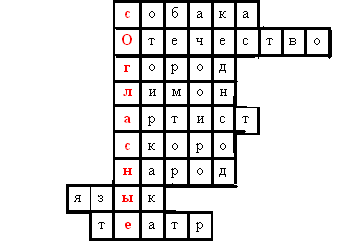 собака
Отечество
город
лимон
артист
скоро
народ
язык
театр